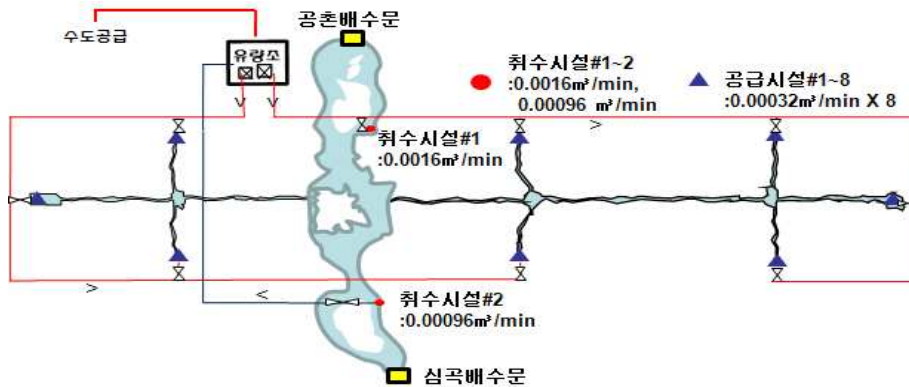 공촌배수문
수도공급
유량조
취수시설#1~2
:0.0016㎥/min,
0.00096 ㎥/min
공급시설#1~8
:0.00032㎥/min X 8
취수시설#1
:0.0016㎥/min
취수시설#2
:0.00096㎥/min
심곡배수문